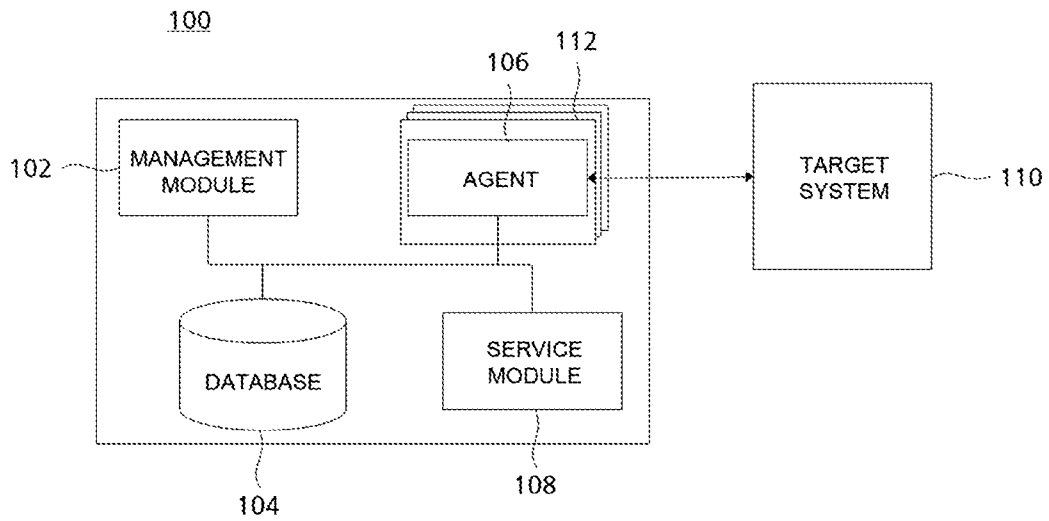 100
112
106
102
MANAGEMENT
MODULE
AGENT
TARGET
SYSTEM
110
DATABASE
SERVICE
MODULE
104
108